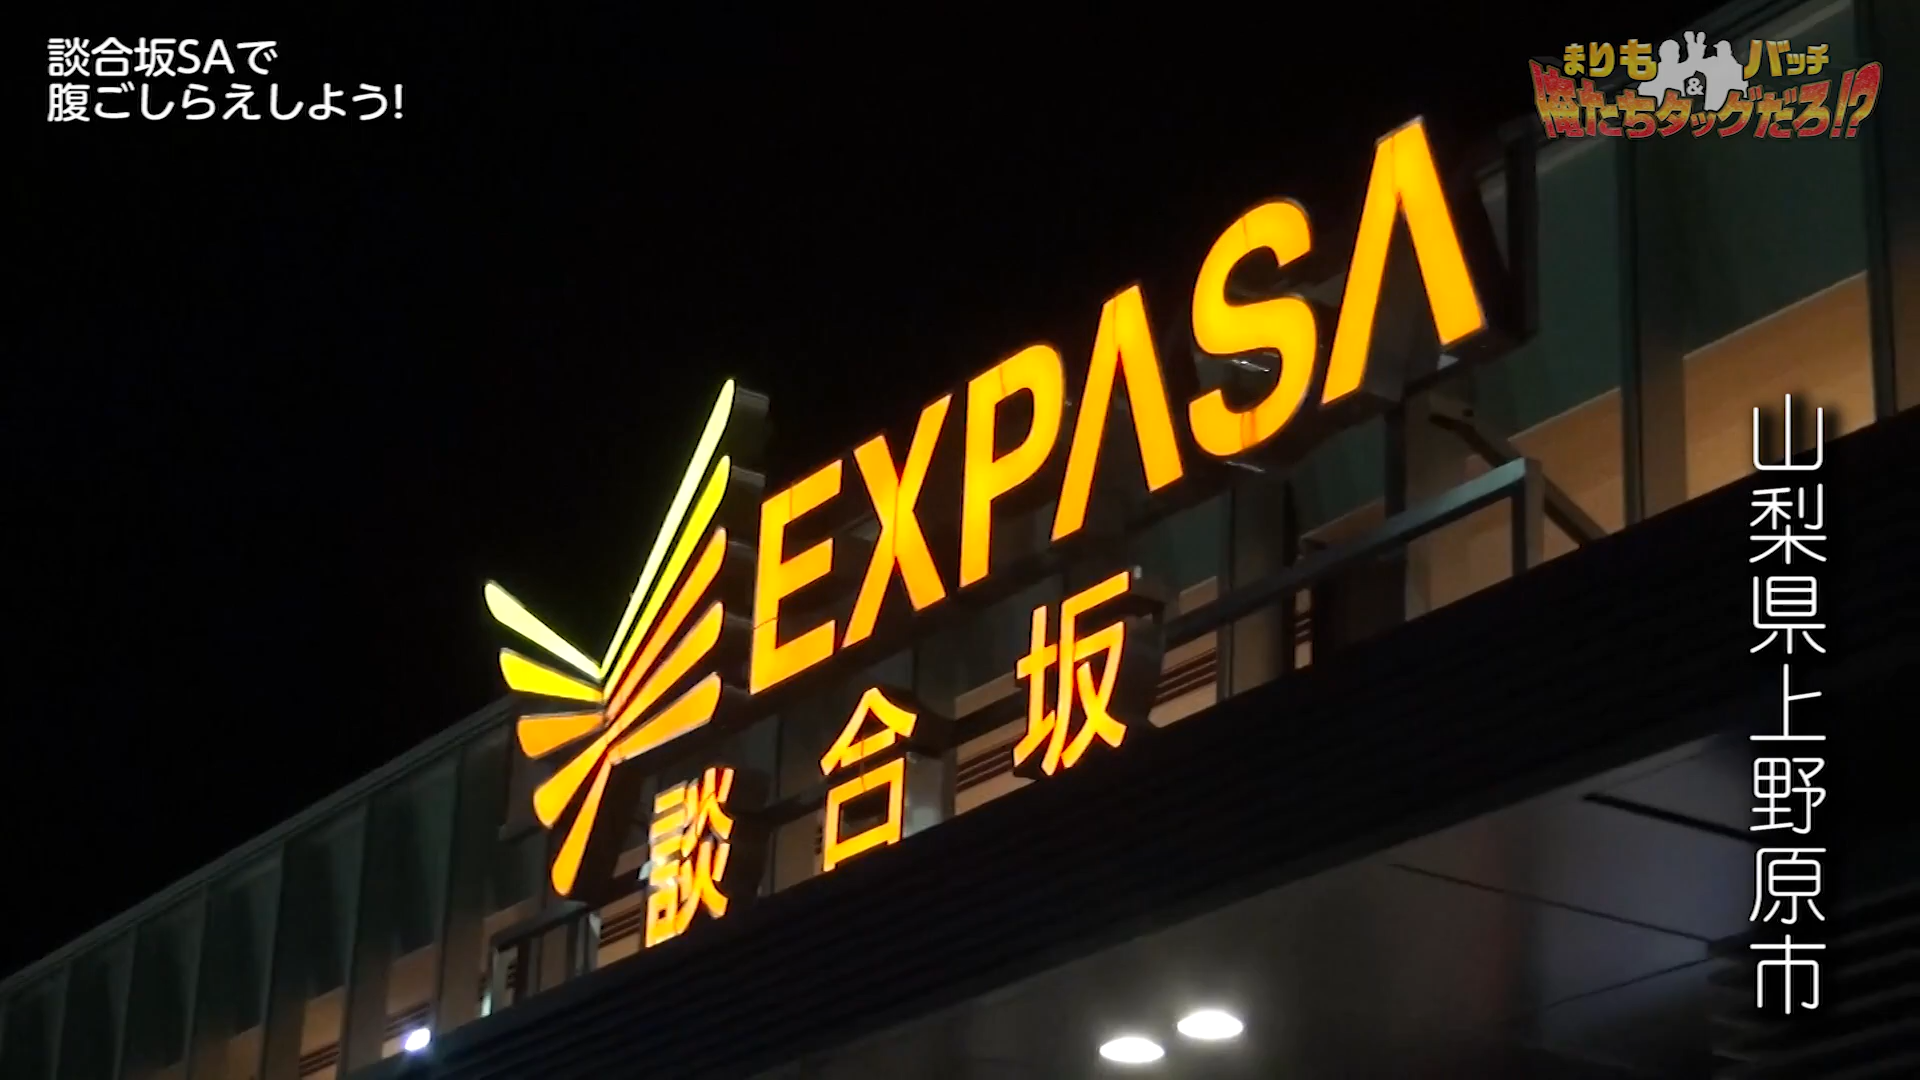 談合坂SAで
腹ごしらえしよう!
まりも&バッチ
俺たちタッグだろ!?
EXPASA
談合坂
山梨県上野原市